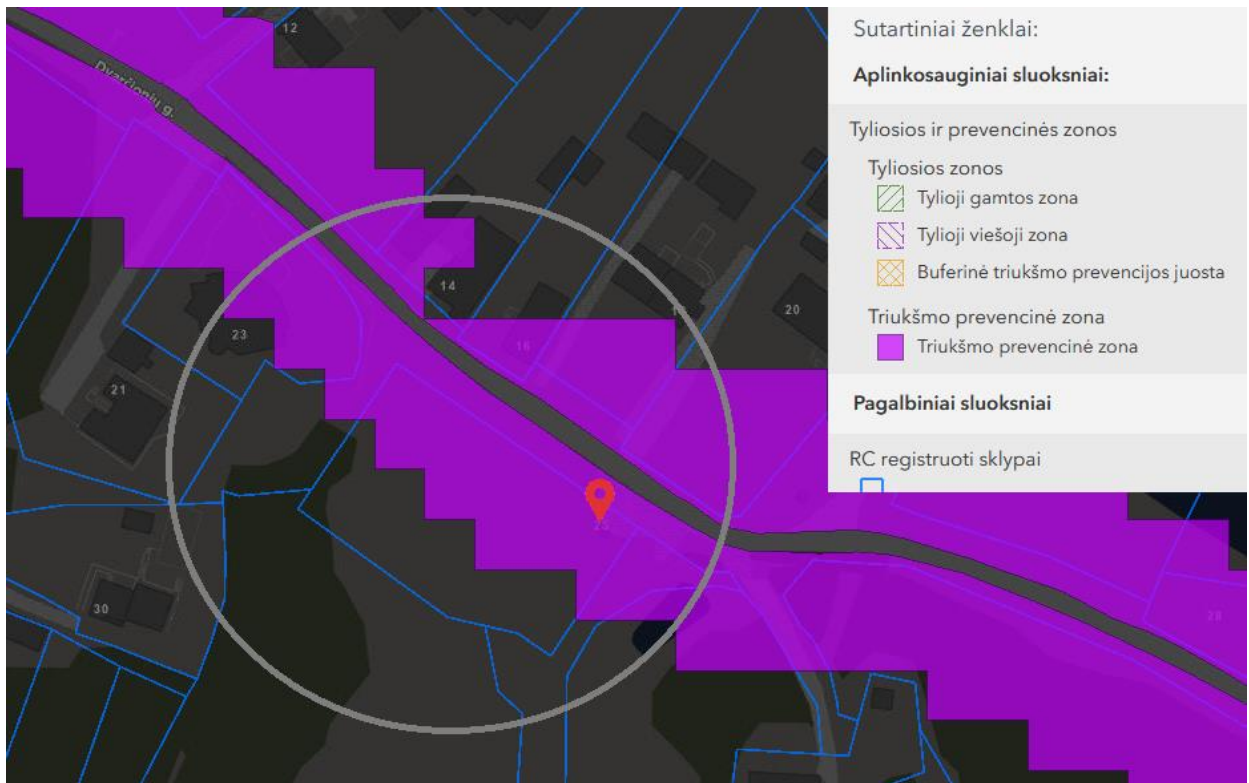 Sutartiniai ženklai:
Aplinkosauginiai sluoksniai:
Tyliosios ir prevencinės zonos
Tyliosios zonos
Tylioji gamtos zona
Tylioji viešoji zona
Buferinė triukšmo prevencijos juosta
Triukšmo prevencinė zona
Triukšmo prevencinė zona
Pagalbiniai sluoksniai
RC registruoti sklypai
12
Dvarčionių g.
14
16
20
23
21
30
28